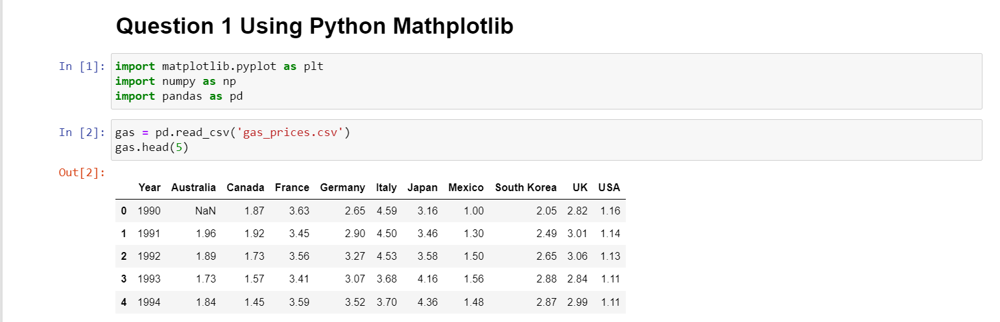 Question 1 Using Python Mathplotlib
In [1]: import matplotlib.pyplot as plt
import numpy as np
import pandas as pd
In [2]: gas = pd.read_csv('gas_prices.csv')
gas.head(5)
Out[2]:
Year Australia Canada France Germany Italy Japan Mexico South Korea UK USA
0 1990 NaN 1.87 3.63 2.65 4.59 3.16 1.00 2.05 2.82 1.16
1 1991 1.96 1.92 3.45 2.90 4.50 3.46 1.30 2.49 3.01 1.14
2 1992 1.89 1.73 3.56 3.27 4.53 3.58 1.50 2.65 3.06 1.13
3 1993 1.73 1.57 3.41 3.07 3.68 4.16 1.56 2.88 2.84 1.11
4 1994 1.84 1.45 3.59 3.52 3.70 4.36 1.48 2.87 2.99 1.11